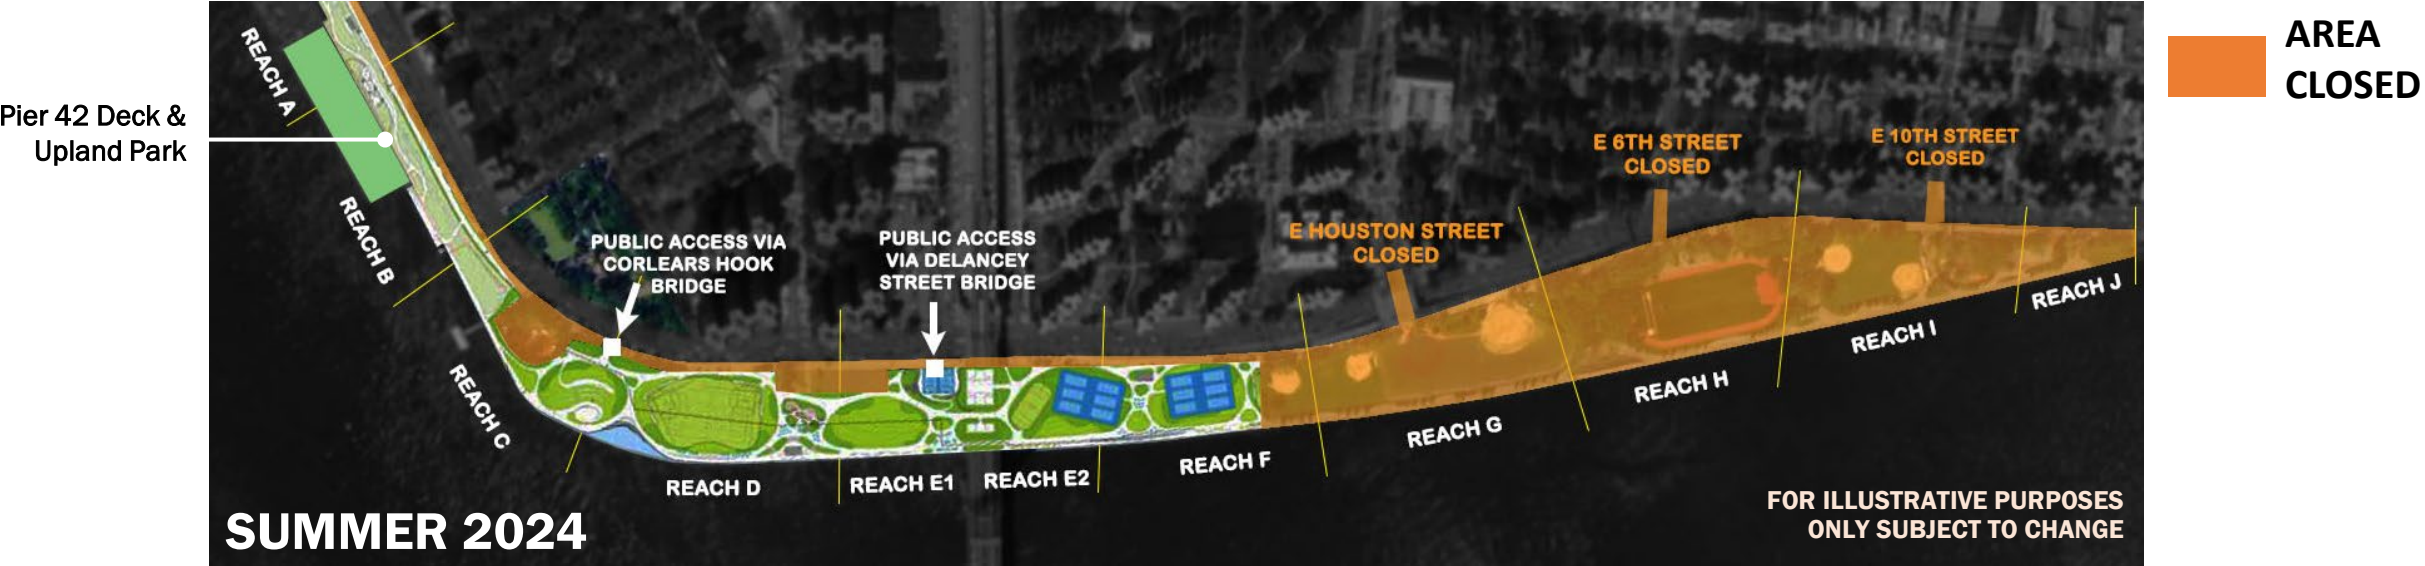 AREA
CLOSED
REACH A
Pier 42 Deck &
Upland Park
E 6TH STREET
CLOSED
E 10TH STREET
CLOSED
REACH B
PUBLIC ACCESS VIA
CORLEARS HOOK
BRIDGE
PUBLIC ACCESS
VIA DELANCEY
STREET BRIDGE
E HOUSTON STREET
CLOSED
REACH C
REACH D
REACH E1
REACH E2
REACH F
REACH G
REACH H
REACH I
REACH J
SUMMER 2024
FOR ILLUSTRATIVE PURPOSES
ONLY SUBJECT TO CHANGE